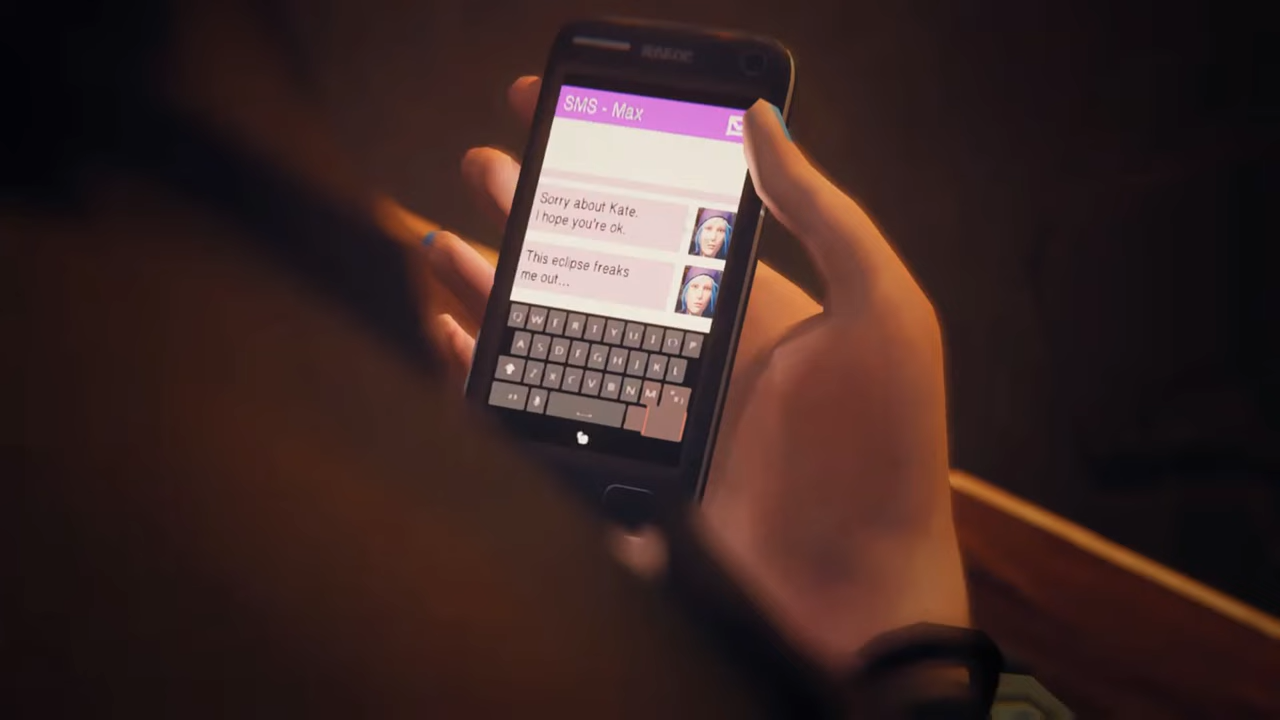 SMS - Max
Sorry about Kate.
I hope you're ok.
This eclipse freaks
me out...
Q W E R T Y U I O P
A S D F G H J K L
Z X C V B N M